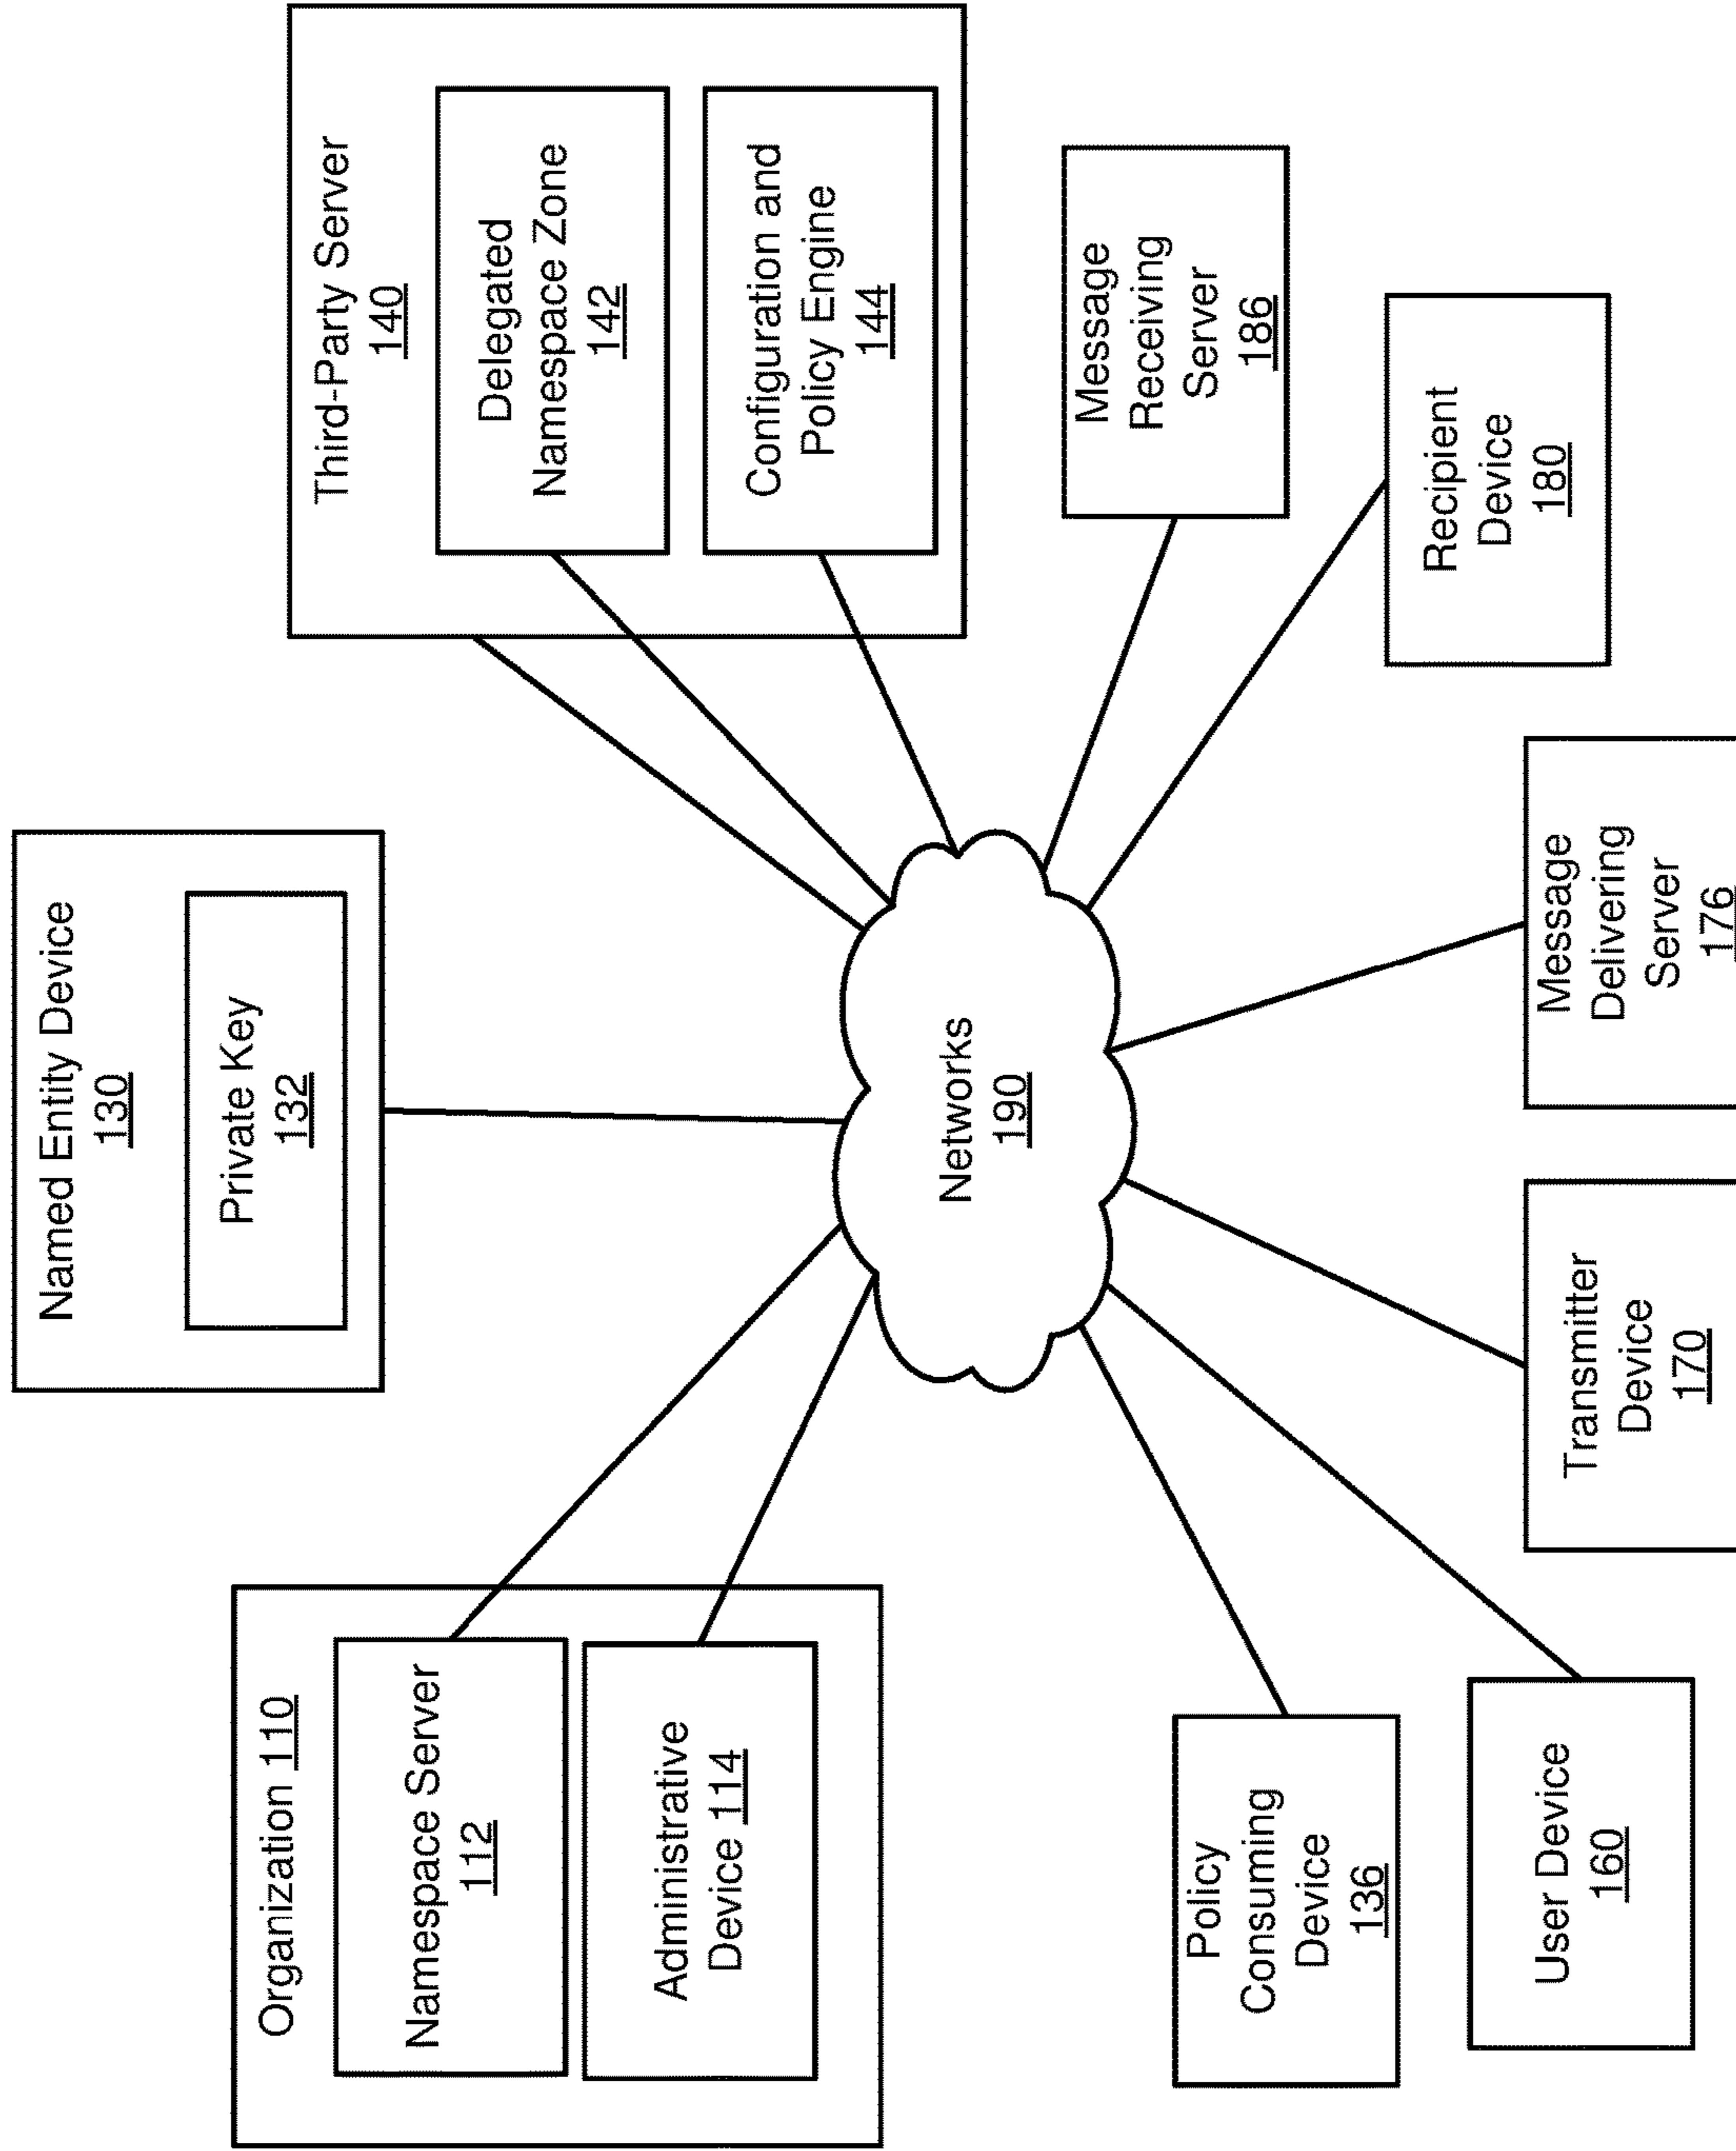 Organization 110
Namespace Server
112
Administrative
Device 114
Named Entity Device
130
Private Key
132
Third-Party Server
140
Delegated
Namespace Zone
142
Configuration and
Policy Engine
144
Networks
190
Policy
Consuming
Device
136
User Device
160
Transmitter
Device
170
Message
Delivering
Server
176
Recipient
Device
180
Message
Receiving
Server
186